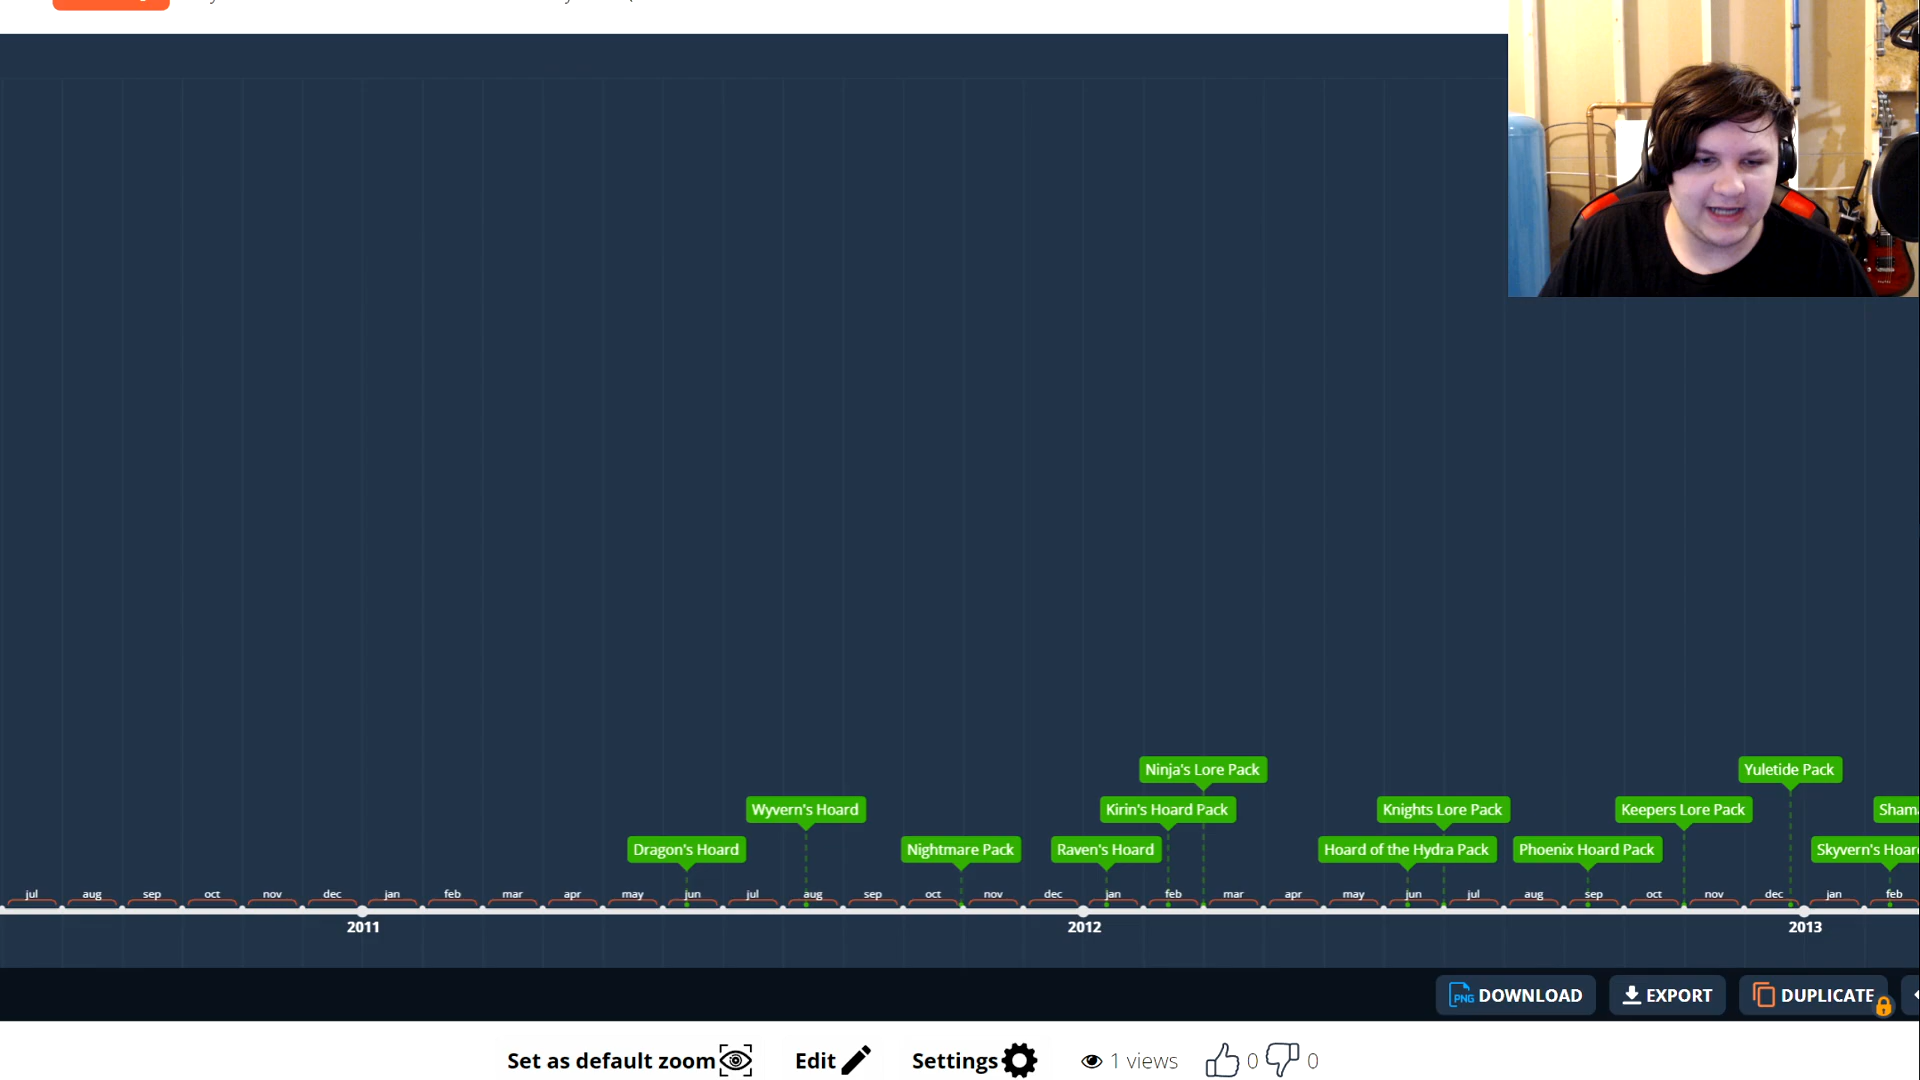 Ninja's Lore Pack
Yuletide Pack
Wyvern's Hoard
Kirin's Hoard Pack
Knights Lore Pack
Keepers Lore Pack
Sham
Dragon's Hoard
Nightmare Pack
Raven's Hoard
Hoard of the Hydra Pack
Phoenix Hoard Pack
Skyvern's Hoar
jul aug sep oct nov dec jan feb mar apr may jun jul aug sep oct nov dec jan feb mar apr may jun jul aug sep oct nov dec jan feb
2011 2012 2013
PNG DOWNLOAD EXPORT DUPLICATE
Set as default zoom Edit Settings 1 views 0 0